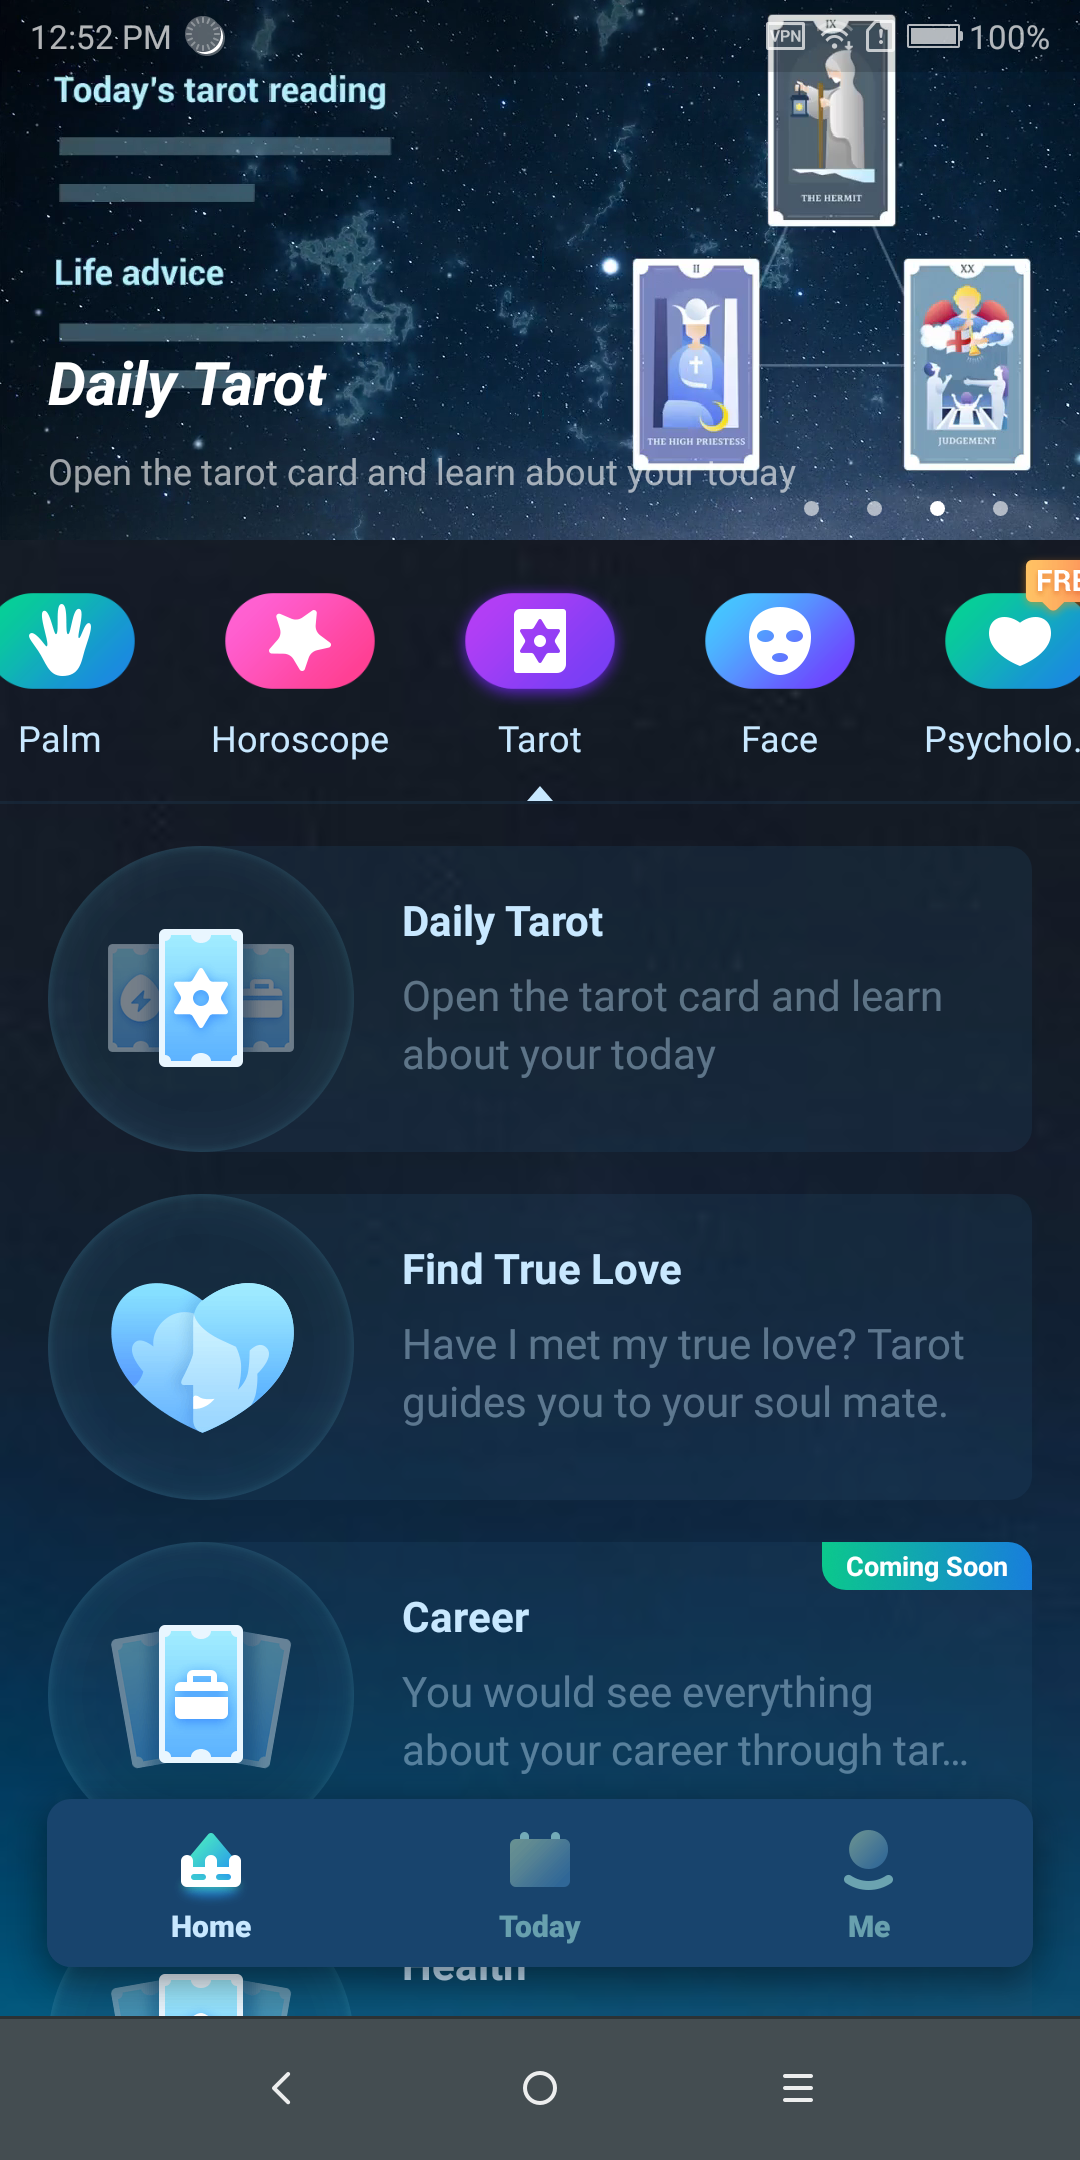 12:52 PM
VPN
100%
Today's tarot reading
IX
THE HERMIT
Life advice
II
THE HIGH PRIESTESS
XX
JUDGEMENT
Daily Tarot
Open the tarot card and learn about your today
FRE
Palm
Horoscope
Tarot
Face
Psycholo.
Daily Tarot
Open the tarot card and learn
about your today
Find True Love
Have I met my true love? Tarot
guides you to your soul mate.
Coming Soon
Career
You would see everything
about your career through tar...
Home
Today
Me
Health